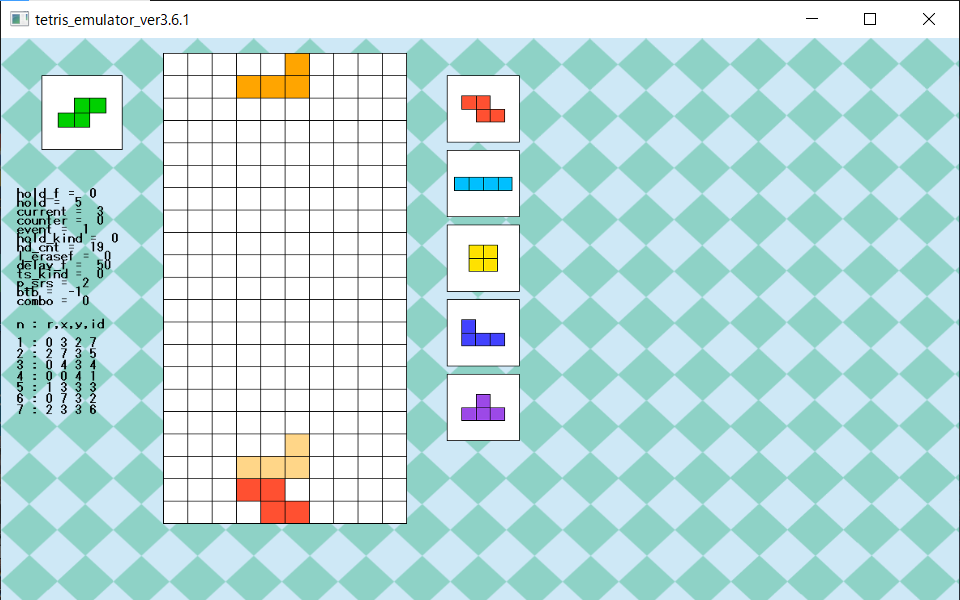 tetris_emulator_ver3.6.1
hold_f = 0
hold = 5
current = 3
counter = 0
event = 1
hold_kind = 0
hd_cnt = 19
l_erasef = 0
delay_f = 50
ts_kind = 0
p_srs = 2
btb = -1
combo = 0
n : r,x,y,id
1 : 0 3 2 7
2 : 2 7 3 5
3 : 0 4 3 4
4 : 0 0 4 1
5 : 1 3 3 3
6 : 0 7 3 2
7 : 2 3 3 6